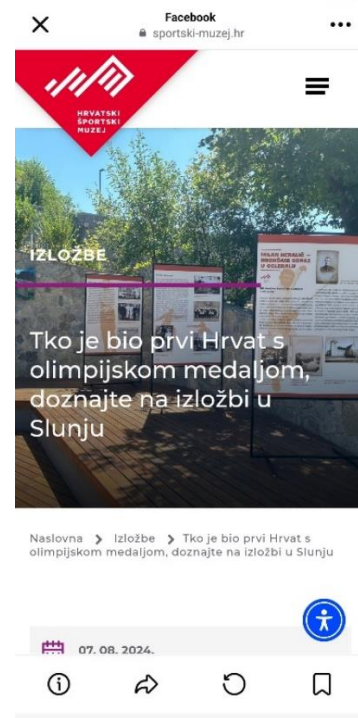 Facebook
sportski-muzej.hr
HRVATSKI
ŠPORTSKI
MUZEJ
IZLOŽBE
Tko je bio prvi Hrvat s
olimpijskom medaljom,
doznajte na izložbi u
Slunju
Naslovna > Izložbe > Tko je bio prvi Hrvat s
olimpijskom medaljom, doznajte na izložbi u Slunju
07. 08. 2024.